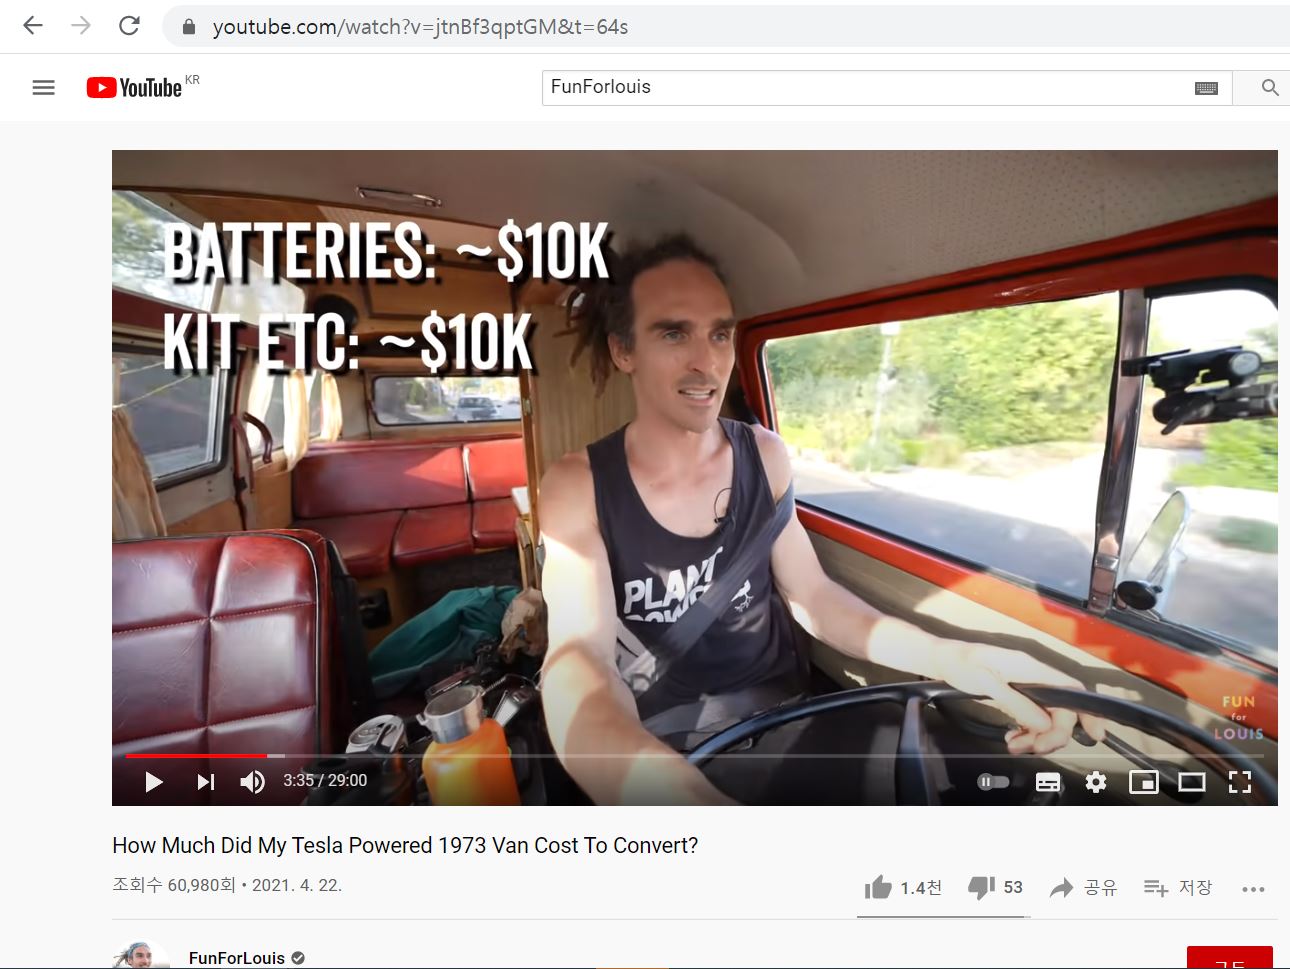 youtube.com/watch?v=jtnBf3qptGM&t=64s
YouTube KR
FunForlouis
BATTERIES: ~$10K
KIT ETC: ~$10K
PLANT
FUN
for
LOUIS
3:35 / 29:00
How Much Did My Tesla Powered 1973 Van Cost To Convert?
조회수 60,980회 • 2021. 4. 22.
1.4천
53
공유
저장
FunForLouis